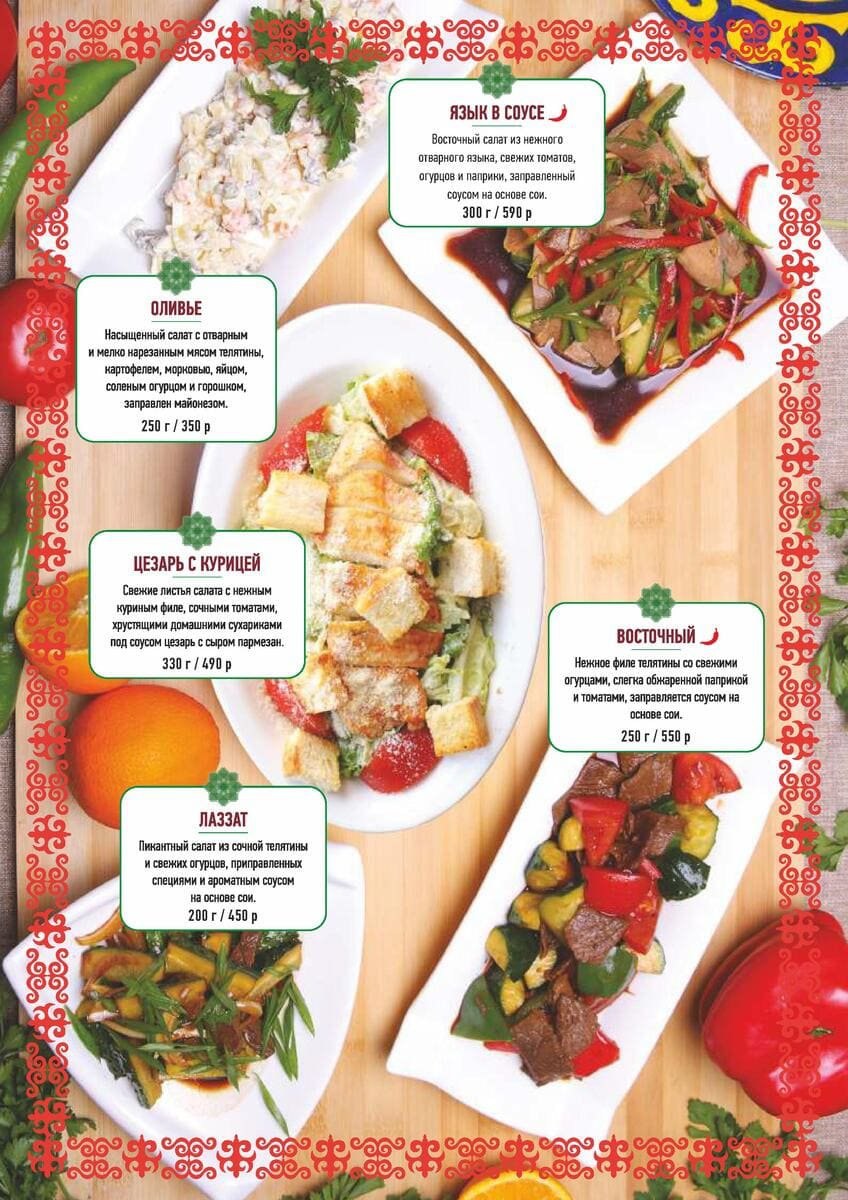 ЯЗЫК В СОУСЕ
Восточный салат из нежного
отварного языка, свежих томатов,
огурцов и паприки, заправленный
соусом на основе сои.
300 г / 590 р
ОЛИВЬЕ
Насыщенный салат с отварным
и мелко нарезанным мясом телятины,
картофелем, морковью, яйцом,
соленым огурцом и горошком,
заправлен майонезом.
250 г / 350 р
ЦЕЗАРЬ С КУРИЦЕЙ
Свежие листья салата с нежным
куриным филе, сочными томатами,
хрустящими домашними сухариками
под соусом цезарь с сыром пармезан.
330 г / 490 р
ВОСТОЧНЫЙ
Нежное филе телятины со свежими
огурцами, слегка обжаренной паприкой
и томатами, заправляется соусом на
основе сои.
250 г / 550 р
ЛАЗЗАТ
Пикантный салат из сочной телятины
и свежих огурцов, приправленных
специями и ароматным соусом
на основе сои.
200 г / 450 р